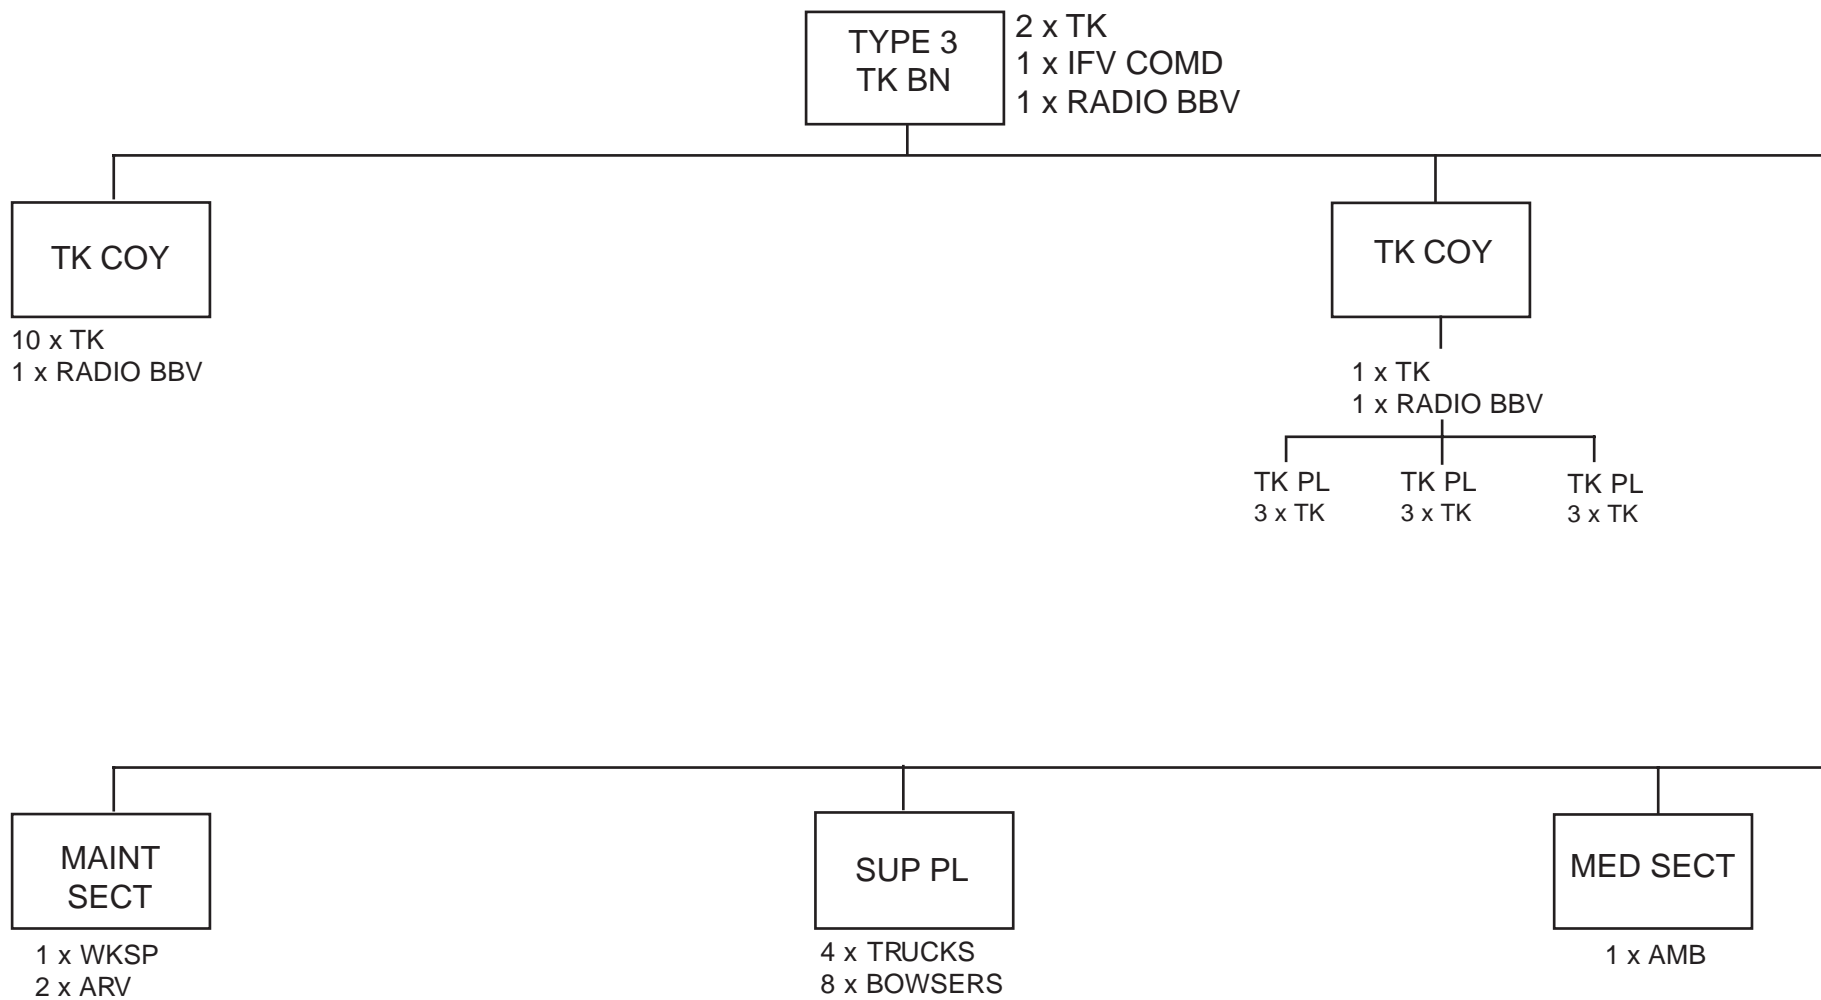 TYPE 3
TK BN
2 x TK
1 x IFV COMD
1 x RADIO BBV
TK COY
10 x TK
1 x RADIO BBV
TK COY
1 x TK
1 x RADIO BBV
TK PL
3 x TK
TK PL
3 x TK
TK PL
3 x TK
MAINT
SECT
1 x WKSP
2 x ARV
SUP PL
4 x TRUCKS
8 x BOWSERS
MED SECT
1 x AMB